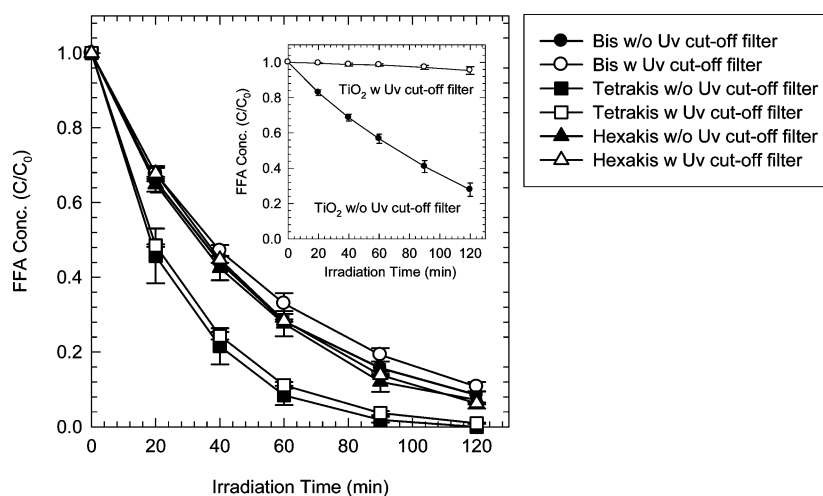 FFA Conc. (C/C0)
1.0
0.8
0.6
0.4
0.2
0.0
0 20 40 60 80 100 120
Irradiation Time (min)
FFA Conc. (C/C0)
1.0
0.8
0.6
0.4
0.2
0.0
0 20 40 60 80 100 120
Irradiation Time (min)
TiO2 w Uv cut-off filter
TiO2 w/o Uv cut-off filter
Bis w/o Uv cut-off filter
Bis w Uv cut-off filter
Tetrakis w/o Uv cut-off filter
Tetrakis w Uv cut-off filter
Hexakis w/o Uv cut-off filter
Hexakis w Uv cut-off filter